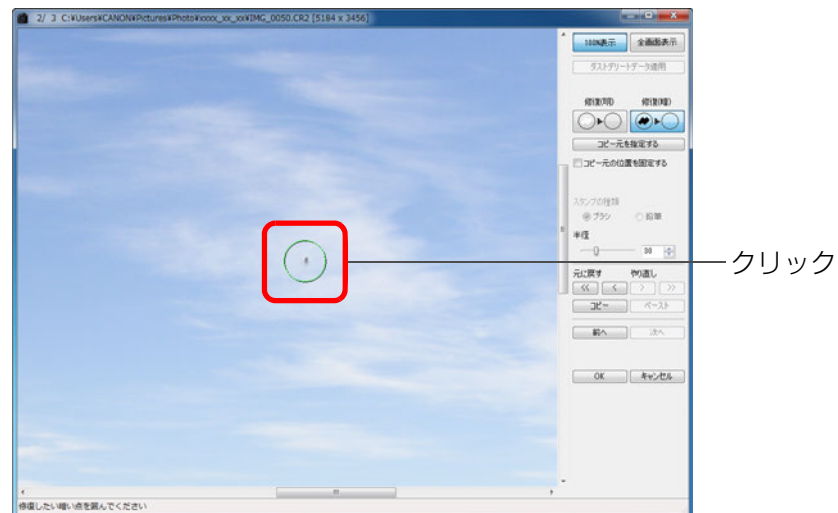 2/ 3 C:¥Users¥CANON¥Pictures¥Photo¥xxxx_xx_xx¥IMG_0050.CR2 [5184 x 3456]
100%表示 全画面表示
ダストデリートデータ適用
修復(明) 修復(暗)
コピー元を指定する
コピー元の位置を固定する
スタンプの種類
ブラシ 鉛筆
半径
30
元に戻す やり直し
<< < > >>
コピー ペースト
前へ 次へ
OK キャンセル
クリック
修復したい暗い点を選んでください